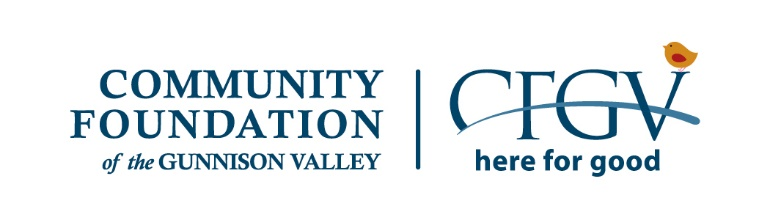 COMMUNITY
FOUNDATION
of the GUNNISON VALLEY
CFGV
here for good